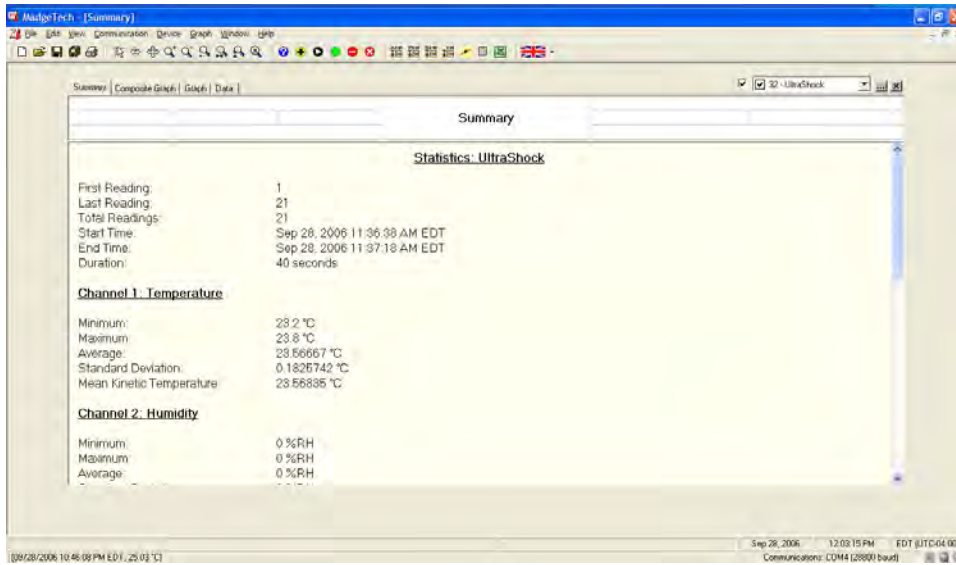 MadgeTech - [Summary]
File Edit View Communication Device Graph Window Help
Summary Composite Graph Graph Data 32 - UltraShock
Summary
Statistics: UltraShock
First Reading: 1
Last Reading: 21
Total Readings: 21
Start Time: Sep 28, 2006 11:36:38 AM EDT
End Time: Sep 28, 2006 11:37:18 AM EDT
Duration: 40 seconds
Channel 1: Temperature
Minimum: 23.2 °C
Maximum: 23.8 °C
Average: 23.56667 °C
Standard Deviation: 0.1825742 °C
Mean Kinetic Temperature: 23.56835 °C
Channel 2: Humidity
Minimum: 0 %RH
Maximum: 0 %RH
Average: 0 %RH
Sep 28, 2006 12:03:15 PM EDT (UTC-04:00
[09/28/2006 10:46:08 PM EDT, 25.03 °C] Communications: COM4 (28800 baud)